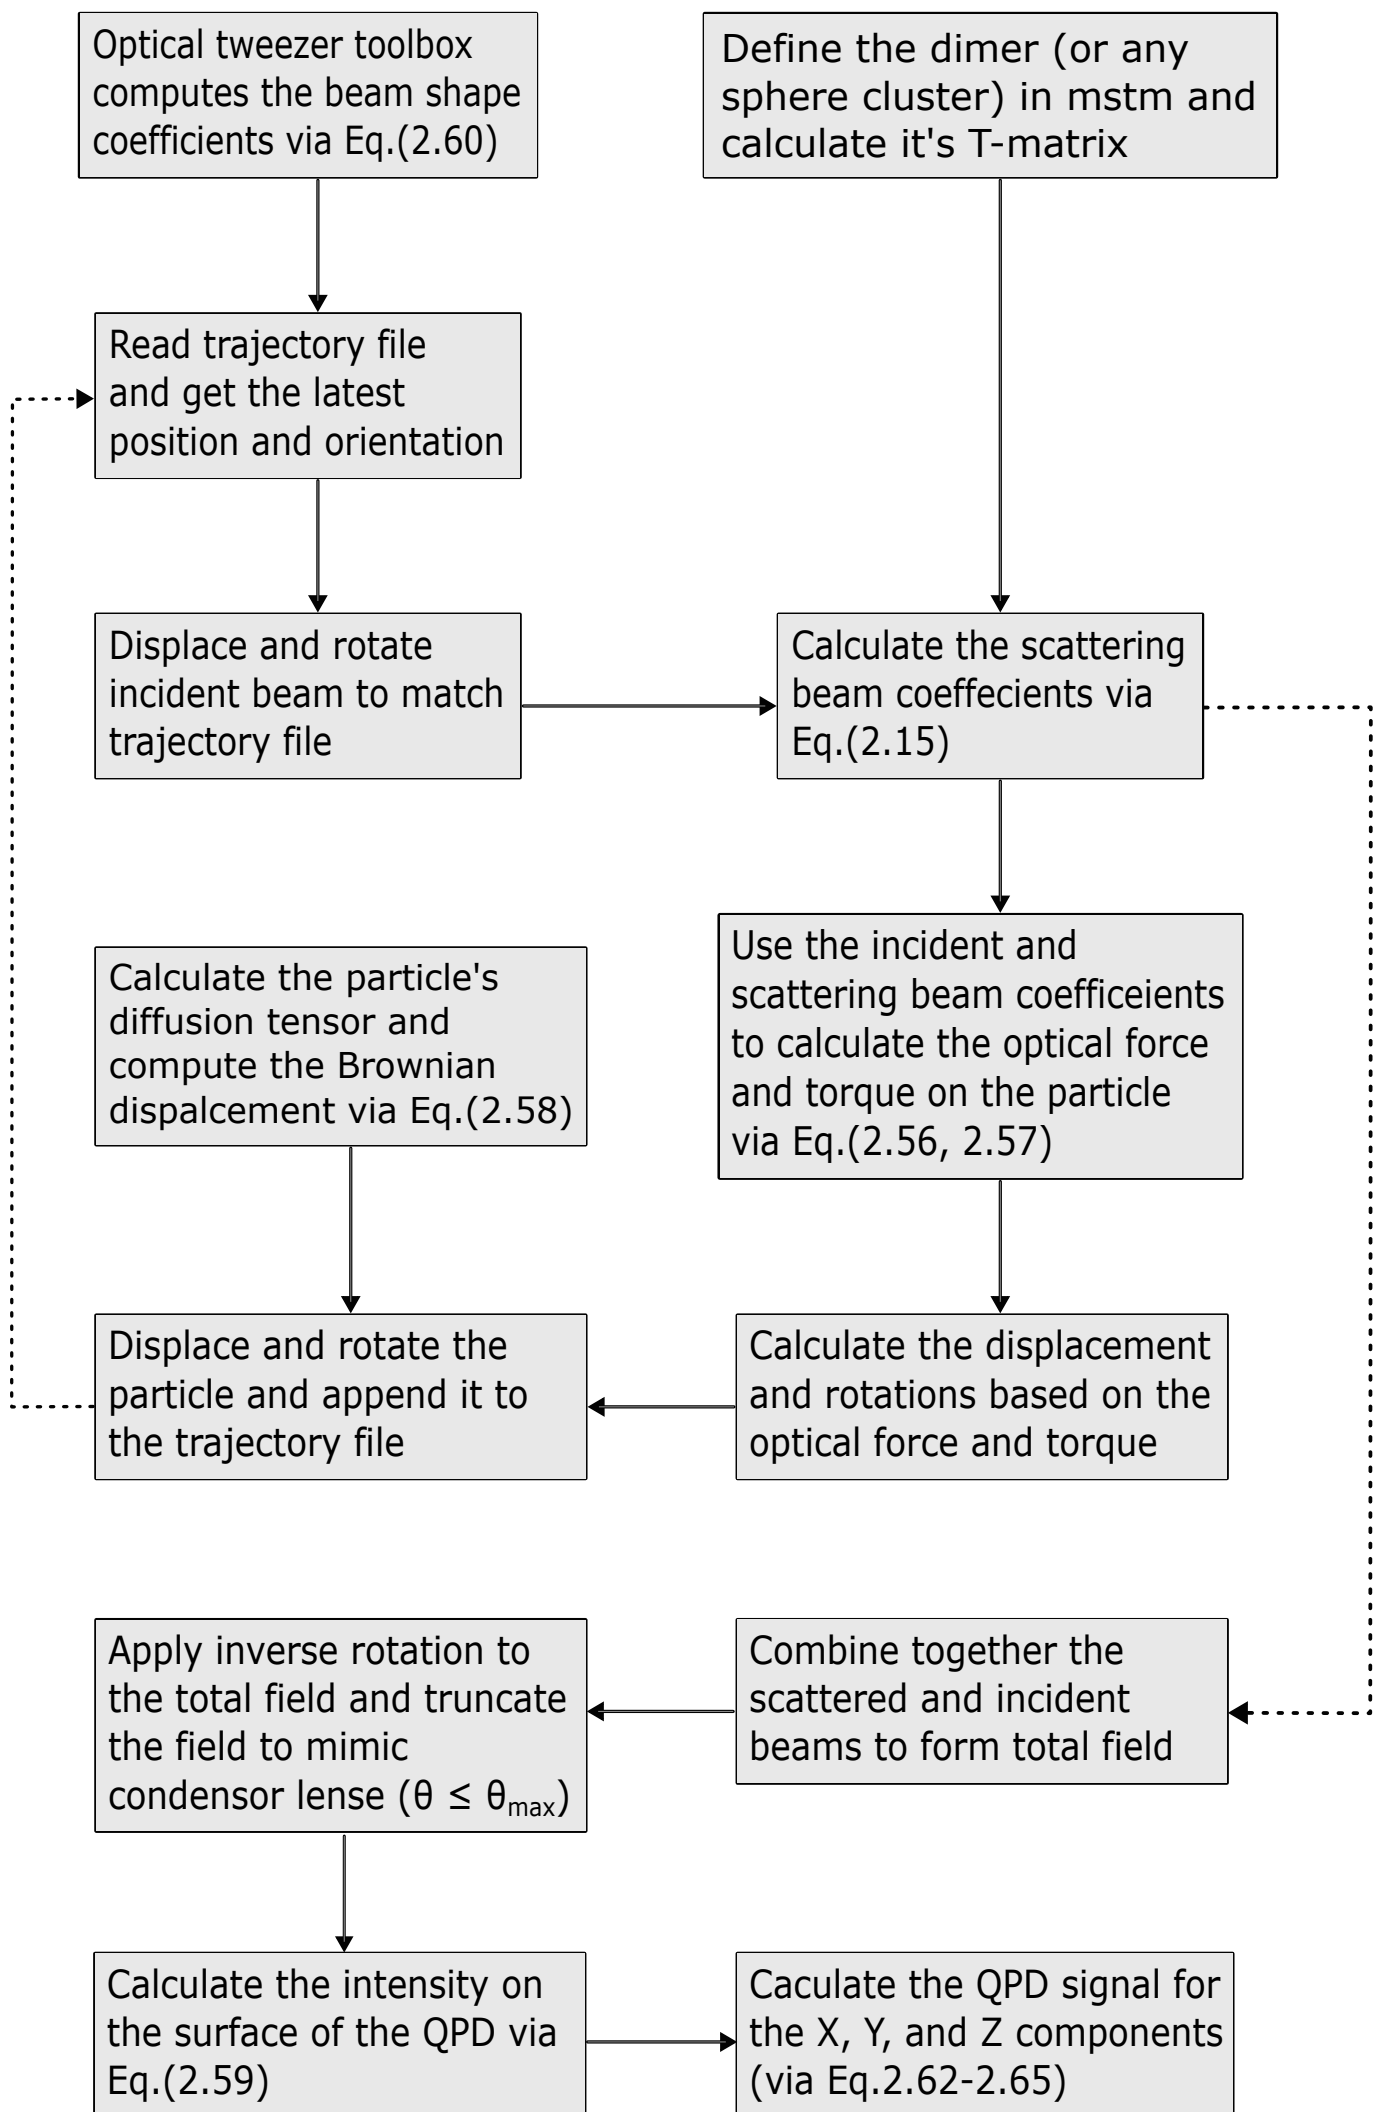 Optical tweezer toolbox
computes the beam shape
coefficients via Eq.(2.60)
Define the dimer (or any
sphere cluster) in mstm and
calculate it's T-matrix
Read trajectory file
and get the latest
position and orientation
Displace and rotate
incident beam to match
trajectory file
Calculate the scattering
beam coeffecients via
Eq.(2.15)
Calculate the particle's
diffusion tensor and
compute the Brownian
dispalcement via Eq.(2.58)
Use the incident and
scattering beam coefficeients
to calculate the optical force
and torque on the particle
via Eq.(2.56, 2.57)
Displace and rotate the
particle and append it to
the trajectory file
Calculate the displacement
and rotations based on the
optical force and torque
Apply inverse rotation to
the total field and truncate
the field to mimic
condensor lense (θ ≤ θmax)
Combine together the
scattered and incident
beams to form total field
Calculate the intensity on
the surface of the QPD via
Eq.(2.59)
Caculate the QPD signal for
the X, Y, and Z components
(via Eq.2.62-2.65)